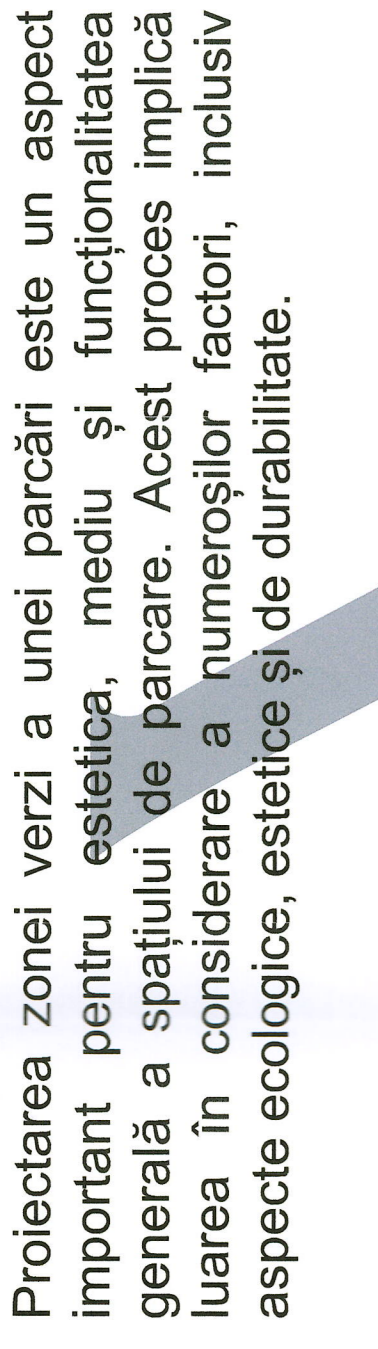 Proiectarea zonei verzi a unei parcări este un aspect
important pentru estetica, mediu și funcționalitatea
generală a spațiului de parcare. Acest proces implică
luarea în considerare a numeroșilor factori, inclusiv
aspecte ecologice, estetice și de durabilitate.